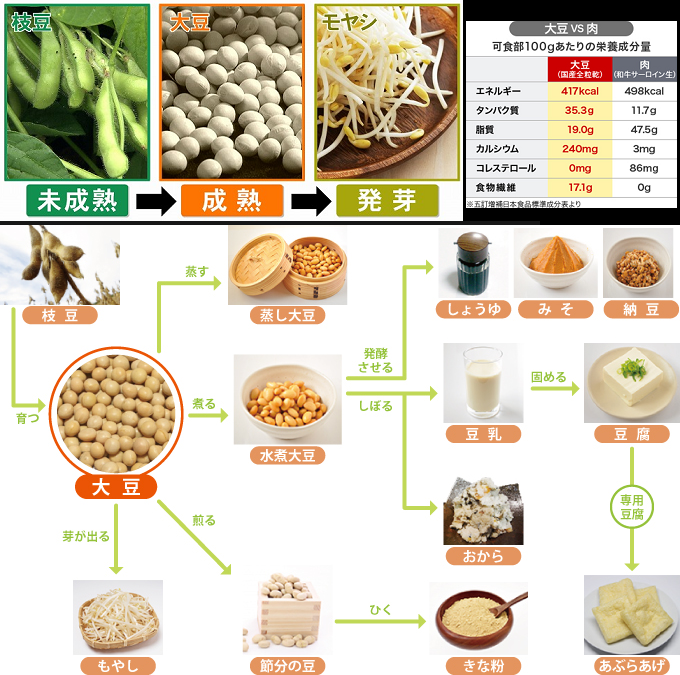 枝豆
大豆
モヤシ
未成熟
成熟
発芽
大豆 VS 肉
可食部100gあたりの栄養成分量
大豆
(国産全粒乾)
肉
(和牛サーロイン生)
エネルギー 417kcal 498kcal
タンパク質 35.3g 11.7g
脂質 19.0g 47.5g
カルシウム 240mg 3mg
コレステロール 0mg 86mg
食物繊維 17.1g 0g
※五訂増補日本食品標準成分表より
枝豆
蒸す
蒸し大豆
しょうゆ
みそ
納豆
育つ
大豆
煮る
水煮大豆
発酵
させる
しぼる
豆乳
固める
豆腐
専用
豆腐
おから
芽が出る
煎る
もやし
節分の豆
ひく
きな粉
あぶらあげ